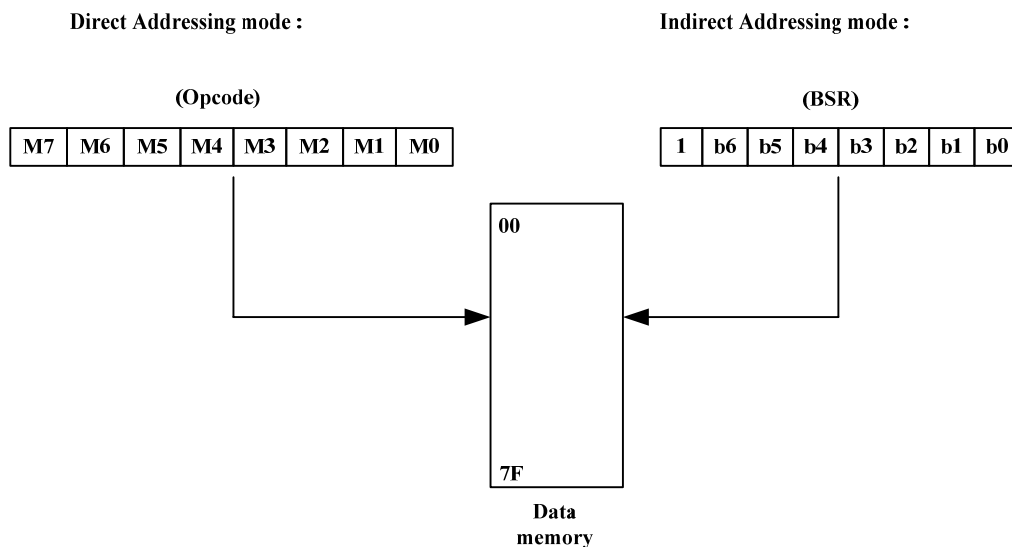 Direct Addressing mode :
Indirect Addressing mode :
(Opcode)
(BSR)
M7 M6 M5 M4 M3 M2 M1 M0
1 b6 b5 b4 b3 b2 b1 b0
00
7F
Data
memory